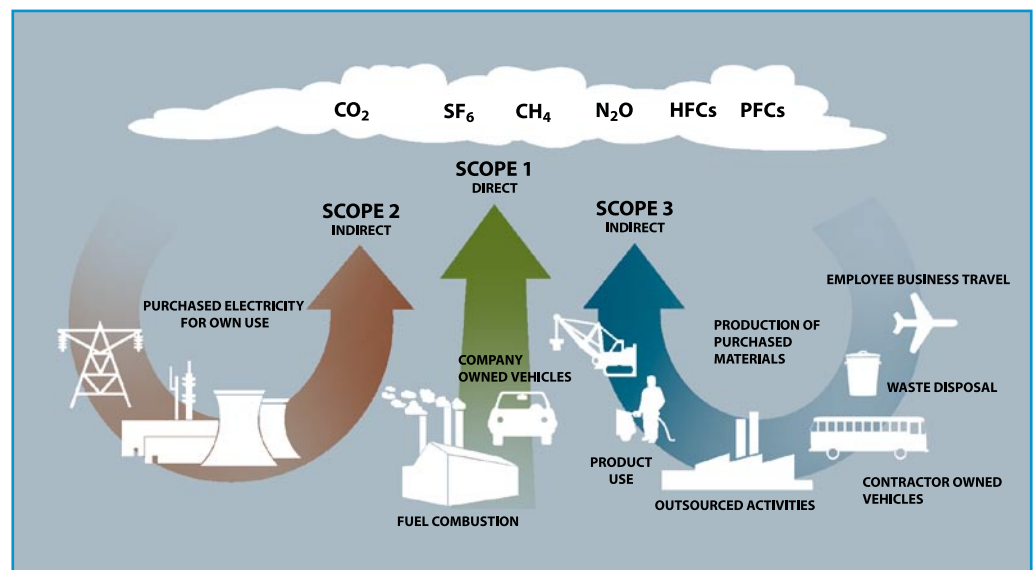 CO₂ SF₆ CH₄ N₂O HFCs PFCs
SCOPE 1
DIRECT
SCOPE 2
INDIRECT
SCOPE 3
INDIRECT
PURCHASED ELECTRICITY
FOR OWN USE
COMPANY
OWNED VEHICLES
FUEL COMBUSTION
EMPLOYEE BUSINESS TRAVEL
PRODUCTION OF
PURCHASED
MATERIALS
WASTE DISPOSAL
PRODUCT
USE
OUTSOURCED ACTIVITIES
CONTRACTOR OWNED
VEHICLES